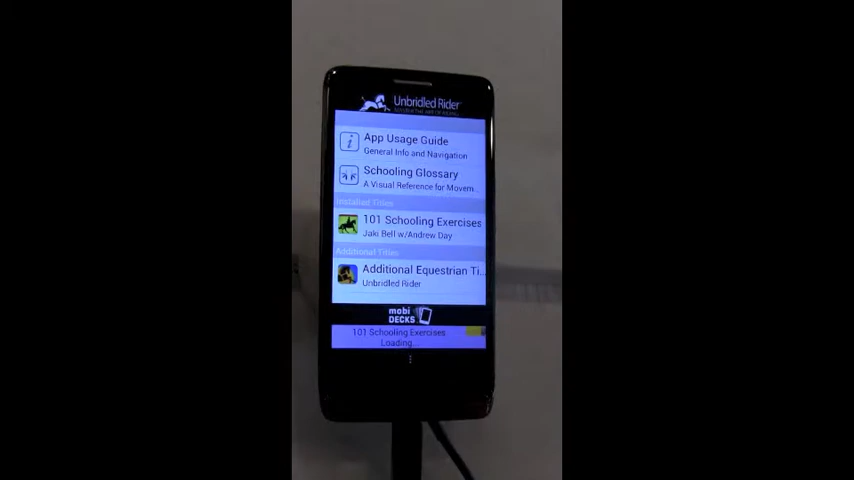 Unbridled Rider
App Usage Guide
General Info and Navigation
Schooling Glossary
A Visual Reference for Movem...
Installed Titles
101 Schooling Exercises
Jaki Bell w/Andrew Day
Additional Titles
Additional Equestrian Ti...
Unbridled Rider
mobi
DECKS
101 Schooling Exercises
Loading...